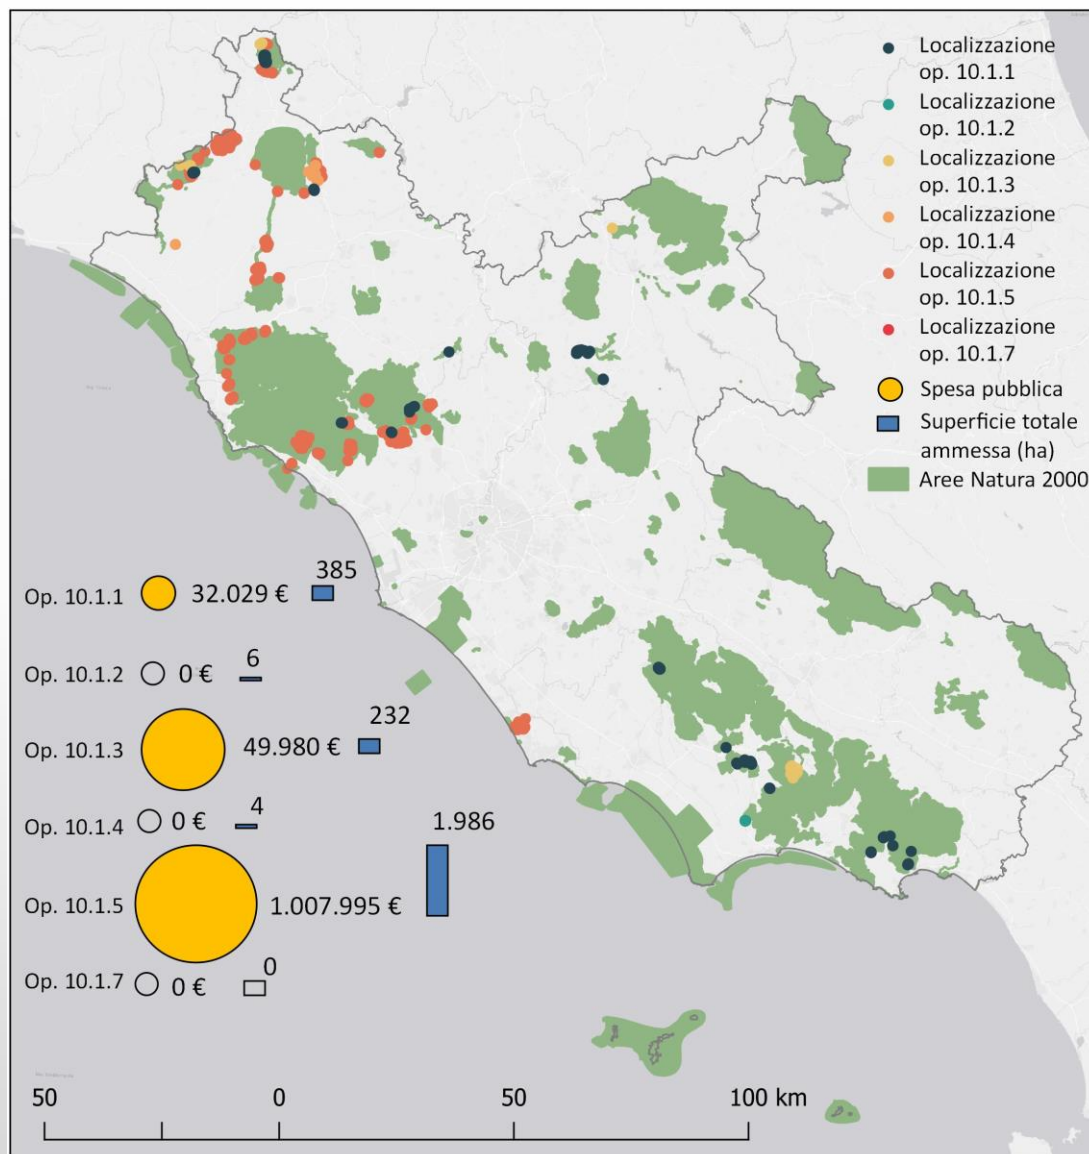 Localizzazione
op. 10.1.1
Localizzazione
op. 10.1.2
Localizzazione
op. 10.1.3
Localizzazione
op. 10.1.4
Localizzazione
op. 10.1.5
Localizzazione
op. 10.1.7
Spesa pubblica
Superficie totale
ammessa (ha)
Aree Natura 2000
385
Op. 10.1.1 32.029 €
6
Op. 10.1.2 0 €
232
Op. 10.1.3 49.980 €
4
Op. 10.1.4 0 €
1.986
Op. 10.1.5 1.007.995 €
0
Op. 10.1.7 0 €
50 0 50 100 km